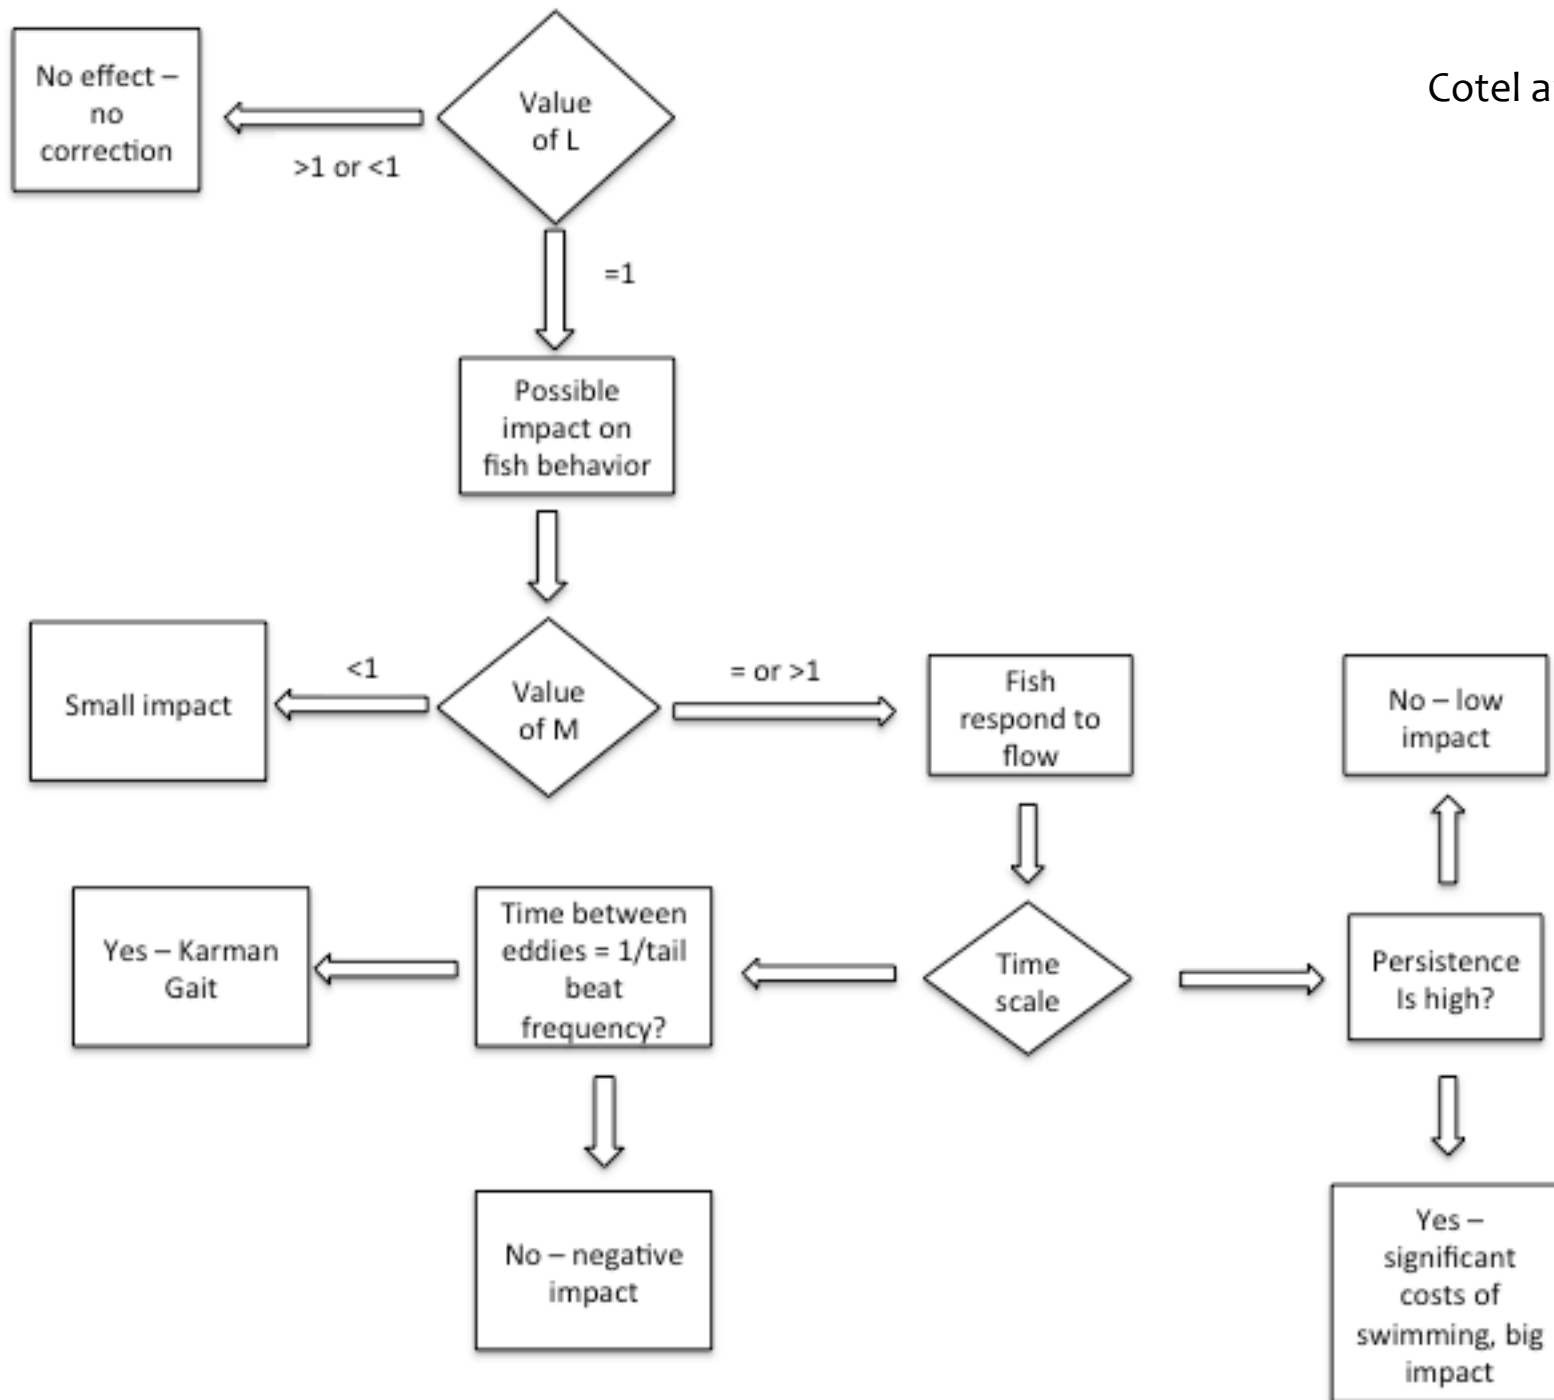 No effect –
no
correction
Value
of L
Cotel a
>1 or <1
=1
Possible
impact on
fish behavior
Small impact
<1
Value
of M
= or >1
Fish
respond to
flow
No – low
impact
Yes – Karman
Gait
Time between
eddies = 1/tail
beat
frequency?
Time
scale
Persistence
Is high?
No – negative
impact
Yes –
significant
costs of
swimming, big
impact